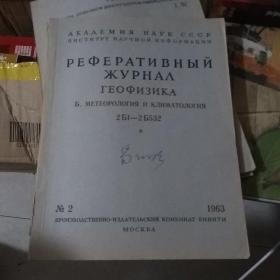 АКАДЕМИЯ НАУК СССР
ИНСТИТУТ НАУЧНОЙ ИНФОРМАЦИИ
РЕФЕРАТИВНЫЙ
ЖУРНАЛ
ГЕОФИЗИКА
Б. МЕТЕОРОЛОГИЯ И КЛИМАТОЛОГИЯ
2Б1—2Б532
№ 2
1963
ПРОИЗВОДСТВЕННО-ИЗДАТЕЛЬСКИЙ КОМБИНАТ ВИНИТИ
МОСКВА